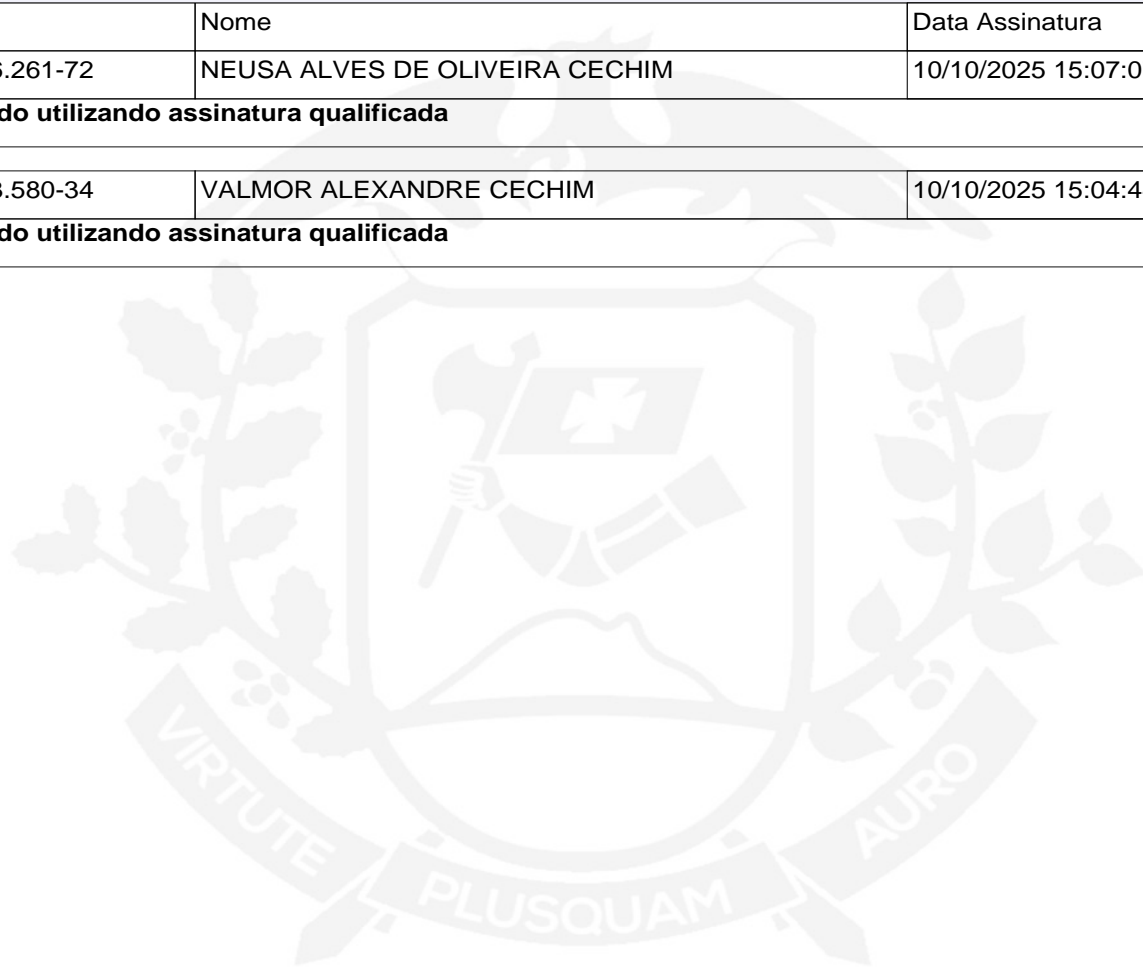 Nome Data Assinatura
6.261-72 NEUSA ALVES DE OLIVEIRA CECHIM 10/10/2025 15:07:0
do utilizando assinatura qualificada
3.580-34 VALMOR ALEXANDRE CECHIM 10/10/2025 15:04:4
do utilizando assinatura qualificada
VIRTUTE PLUSQUAM AURO